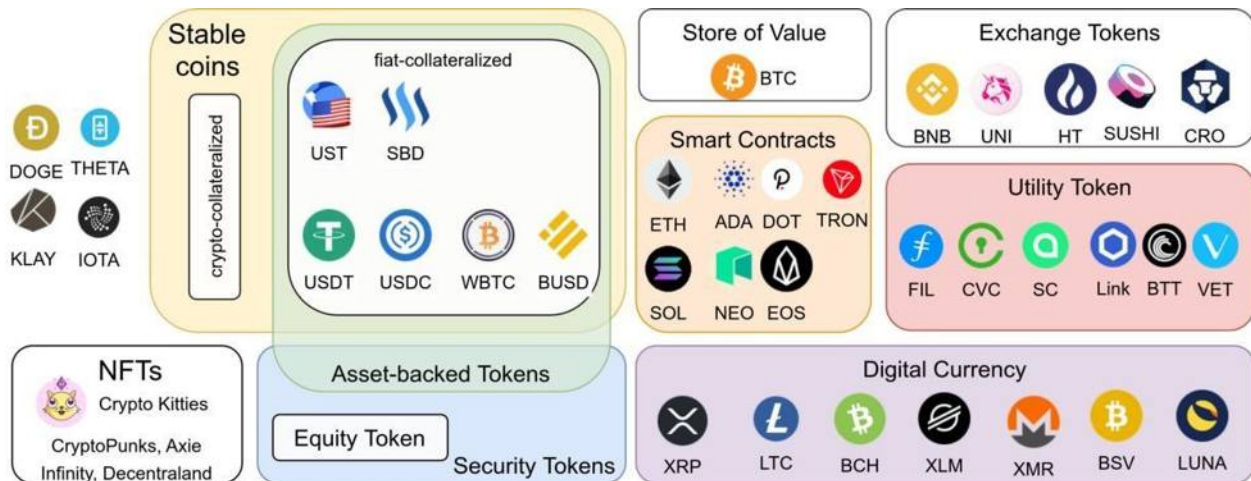 Stable
coins
crypto-collateralized
fiat-collateralized
UST SBD
USDT USDC WBTC BUSD
DOGE THETA
KLAY IOTA
Store of Value
BTC
Exchange Tokens
BNB UNI HT SUSHI CRO
Smart Contracts
ETH ADA DOT TRON
SOL NEO EOS
Utility Token
FIL CVC SC Link BTT VET
NFTs
Crypto Kitties
CryptoPunks, Axie
Infinity, Decentraland
Asset-backed Tokens
Equity Token
Security Tokens
Digital Currency
XRP LTC BCH XLM XMR BSV LUNA